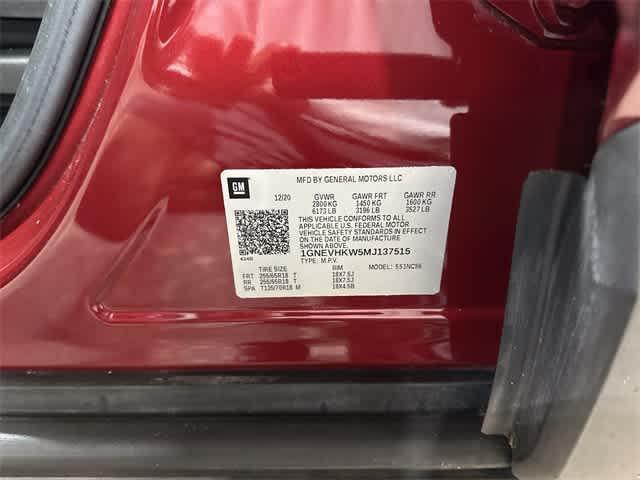 GM
MFD BY GENERAL MOTORS LLC
12/20 GVWR GAWR FRT GAWR RR
2800 KG 1450 KG 1600 KG
6173 LB 3196 LB 3527 LB
THIS VEHICLE CONFORMS TO ALL
APPLICABLE U.S. FEDERAL MOTOR
VEHICLE SAFETY STANDARDS IN EFFECT
ON THE DATE OF MANUFACTURE
SHOWN ABOVE.
1GNEVHKW5MJ137515
TYPE: M.P.V.
TIRE SIZE RIM MODEL:
FRT 255/65R18 T 18X7.5J
RR 255/65R18 T 18X7.5J
SPA T135/70R18 M 18X4.5B